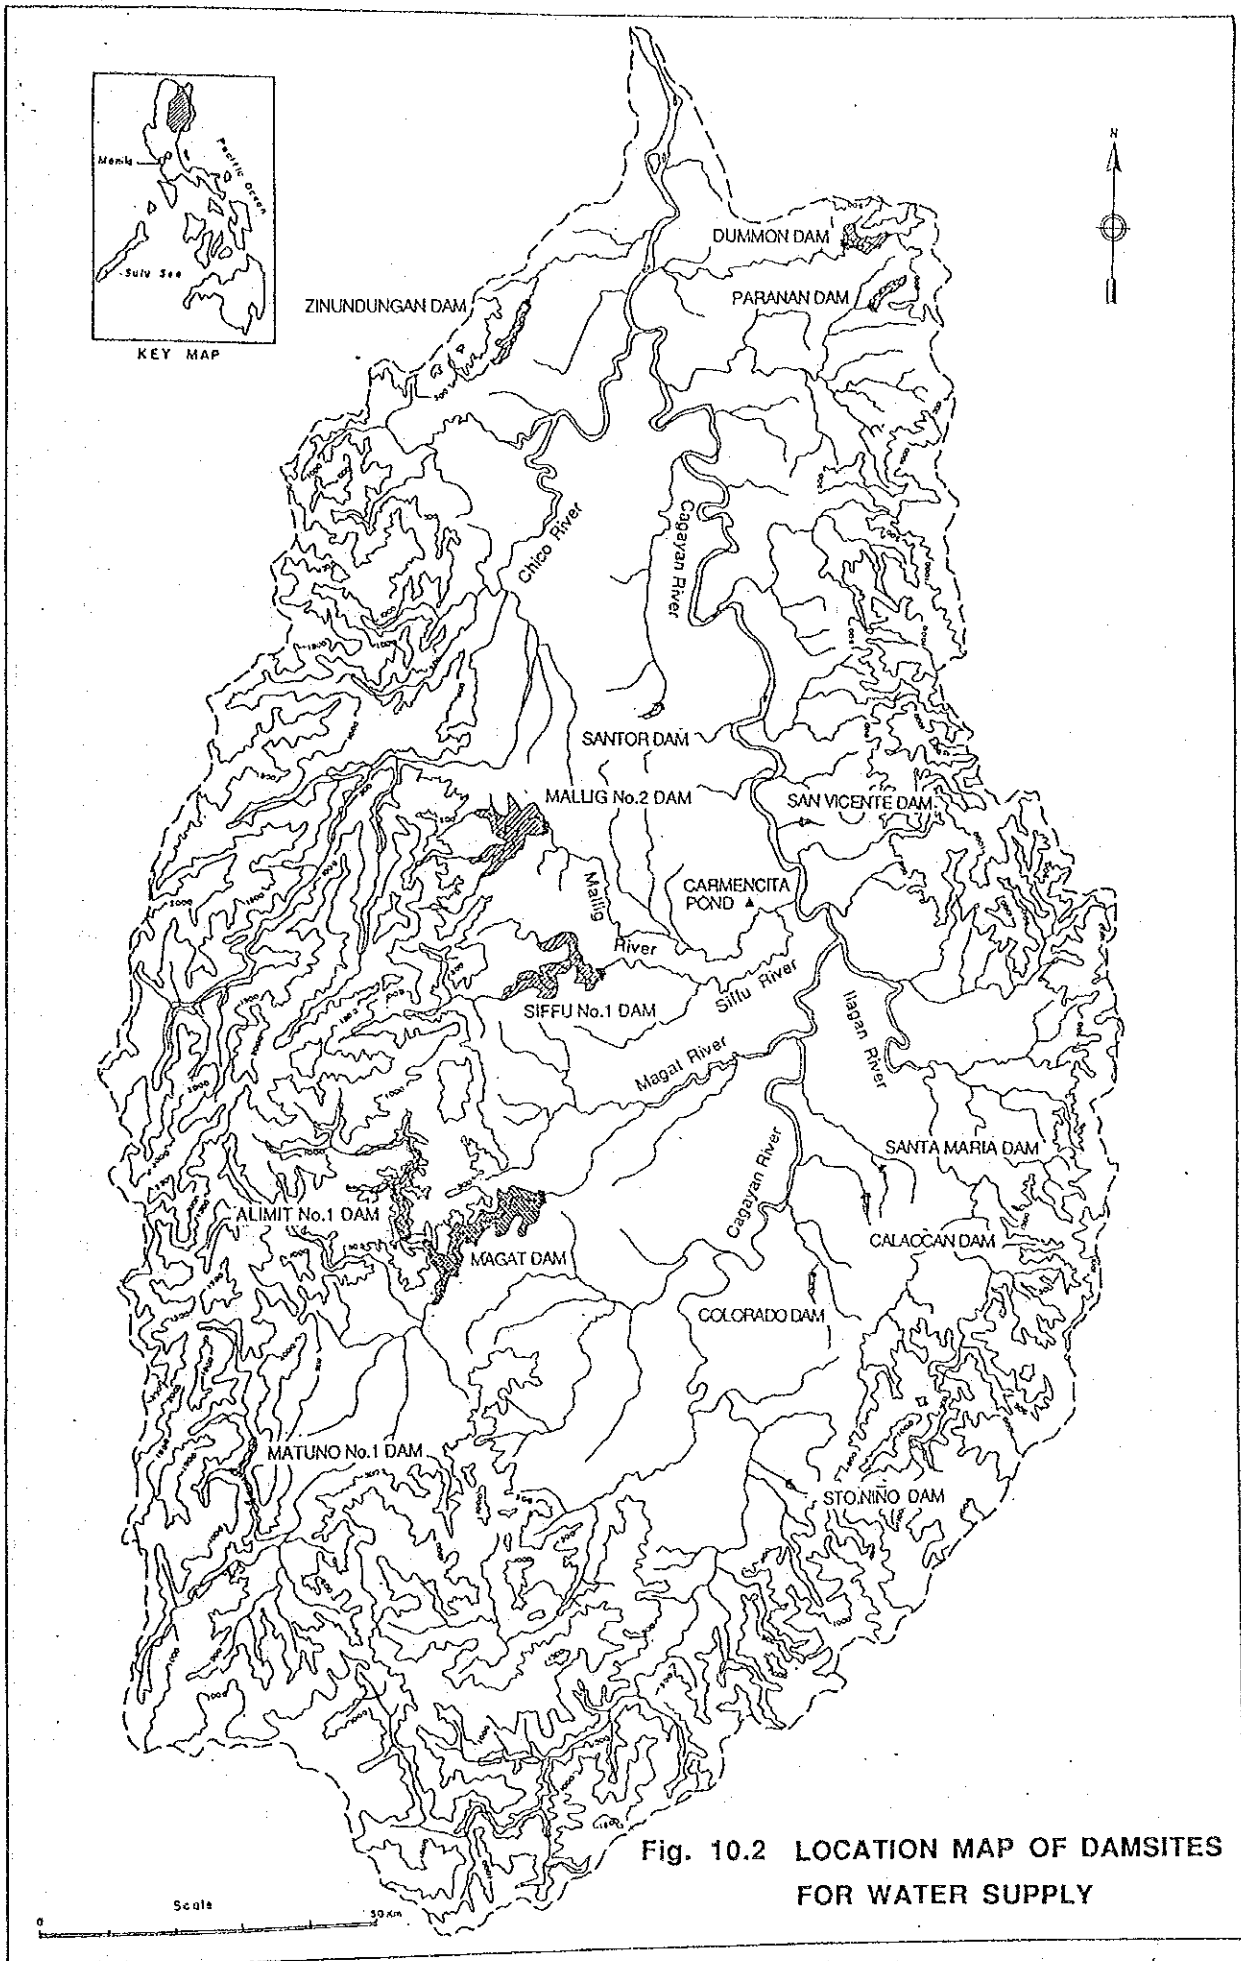 Manila
Pacific Ocean
Sulu See
KEY MAP
N
DUMMON DAM
PARANAN DAM
ZINUNDUNGAN DAM
Chico River
Cagayan River
SANTOR DAM
MALLIG No.2 DAM
SAN VICENTE DAM
CARMENCITA
POND
Mallig
River
Siffu River
SIFFU No.1 DAM
Ilagan River
Magat River
SANTA MARIA DAM
Cagayan River
ALIMIT No.1 DAM
MAGAT DAM
CALAOCAN DAM
COLORADO DAM
MATUNO No.1 DAM
STO.NIÑO DAM
Fig. 10.2 LOCATION MAP OF DAMSITES
FOR WATER SUPPLY
Scale
0
50 Km